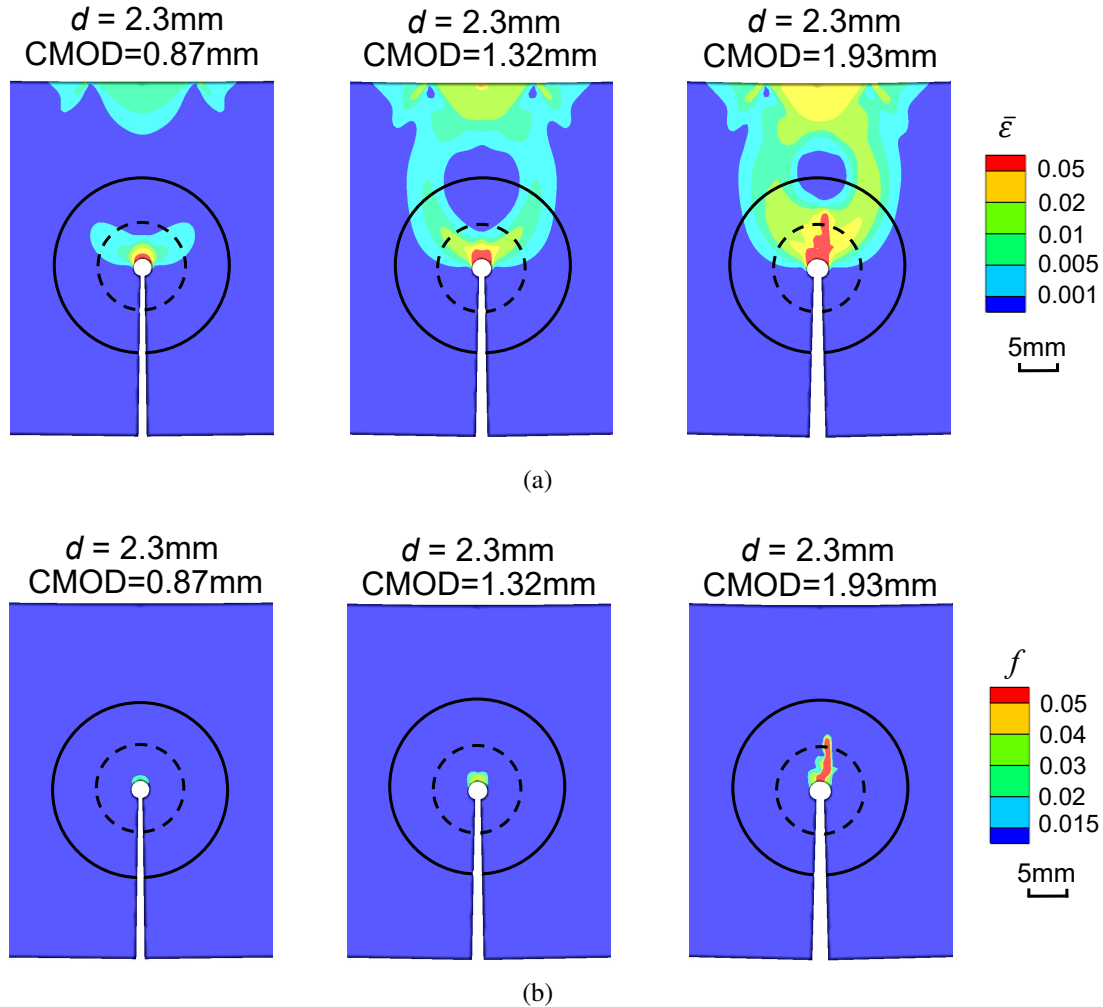 d = 2.3mm
CMOD=0.87mm
d = 2.3mm
CMOD=1.32mm
d = 2.3mm
CMOD=1.93mm
ε̄
0.05
0.02
0.01
0.005
0.001
5mm
(a)
d = 2.3mm
CMOD=0.87mm
d = 2.3mm
CMOD=1.32mm
d = 2.3mm
CMOD=1.93mm
f
0.05
0.04
0.03
0.02
0.015
5mm
(b)